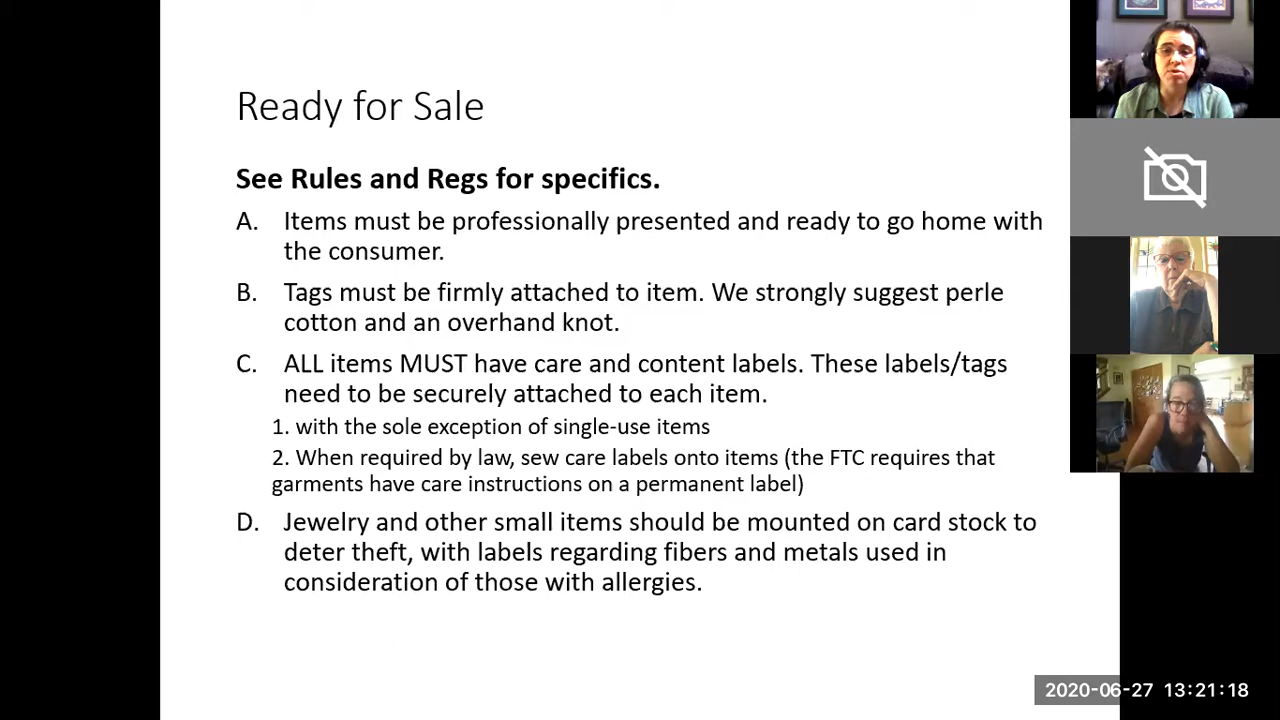 Ready for Sale
See Rules and Regs for specifics.
A. Items must be professionally presented and ready to go home with
the consumer.
B. Tags must be firmly attached to item. We strongly suggest perle
cotton and an overhand knot.
C. ALL items MUST have care and content labels. These labels/tags
need to be securely attached to each item.
1. with the sole exception of single-use items
2. When required by law, sew care labels onto items (the FTC requires that
garments have care instructions on a permanent label)
D. Jewelry and other small items should be mounted on card stock to
deter theft, with labels regarding fibers and metals used in
consideration of those with allergies.
2020-06-27 13:21:18